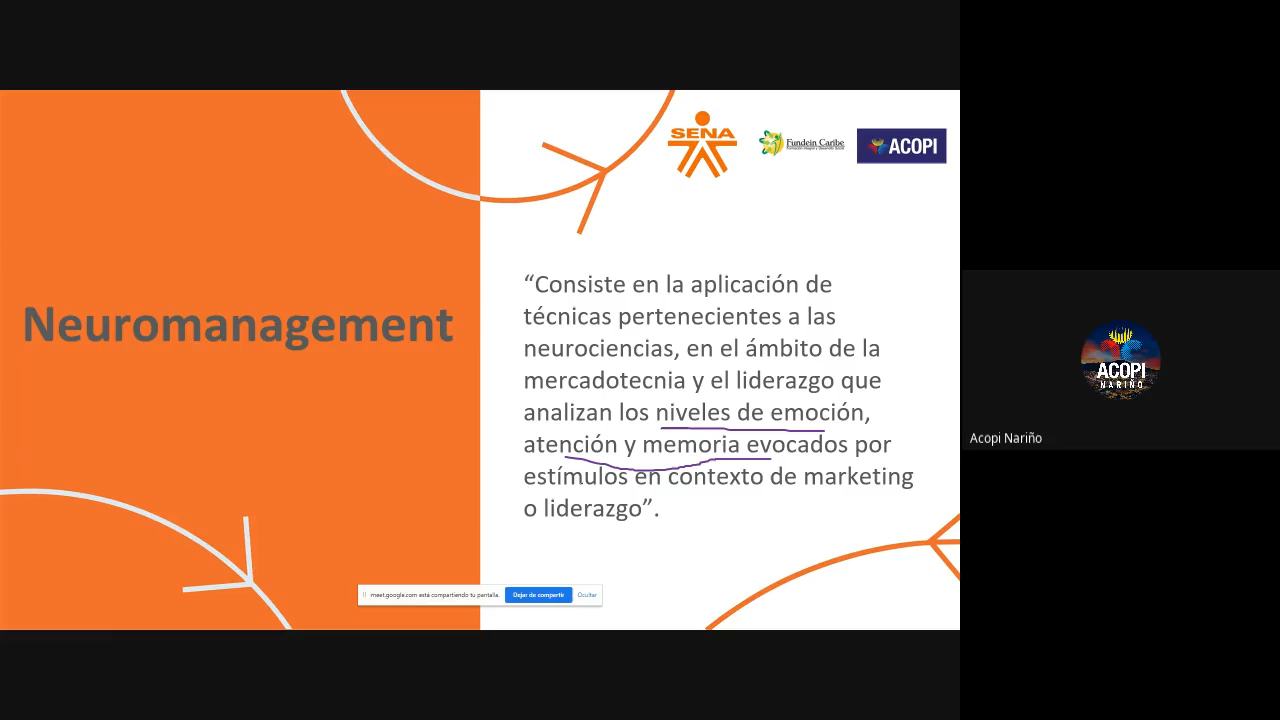 SENA
Fundein Caribe
ACOPI
Neuromanagement
“Consiste en la aplicación de
técnicas pertenecientes a las
neurociencias, en el ámbito de la
mercadotecnia y el liderazgo que
analizan los niveles de emoción,
atención y memoria evocados por
estímulos en contexto de marketing
o liderazgo”.
meet.google.com está compartiendo tu pantalla.
Dejar de compartir
Ocultar
ACOPI
NARIÑO
Acopi Nariño